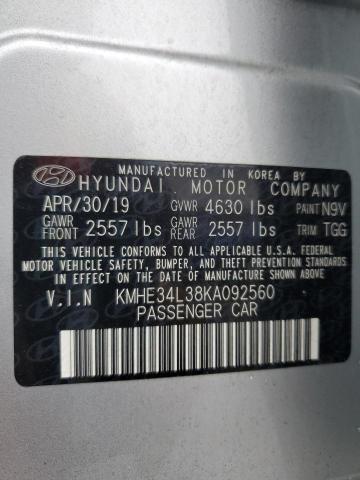 MANUFACTURED IN KOREA BY
HYUNDAI MOTOR COMPANY
APR/30/19 GVWR 4630 lbs PAINT N9V
GAWR FRONT 2557 lbs GAWR REAR 2557 lbs TRIM TGG
THIS VEHICLE CONFORMS TO ALL APPLICABLE U.S.A. FEDERAL
MOTOR VEHICLE SAFETY, BUMPER, AND THEFT PREVENTION STANDARDS
IN EFFECT ON THE DATE OF MANUFACTURE SHOWN ABOVE.
V.I.N KMHE34L38KA092560
PASSENGER CAR